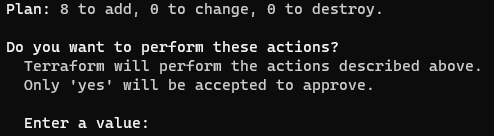 Plan: 8 to add, 0 to change, 0 to destroy.
Do you want to perform these actions?
Terraform will perform the actions described above.
Only 'yes' will be accepted to approve.
Enter a value: